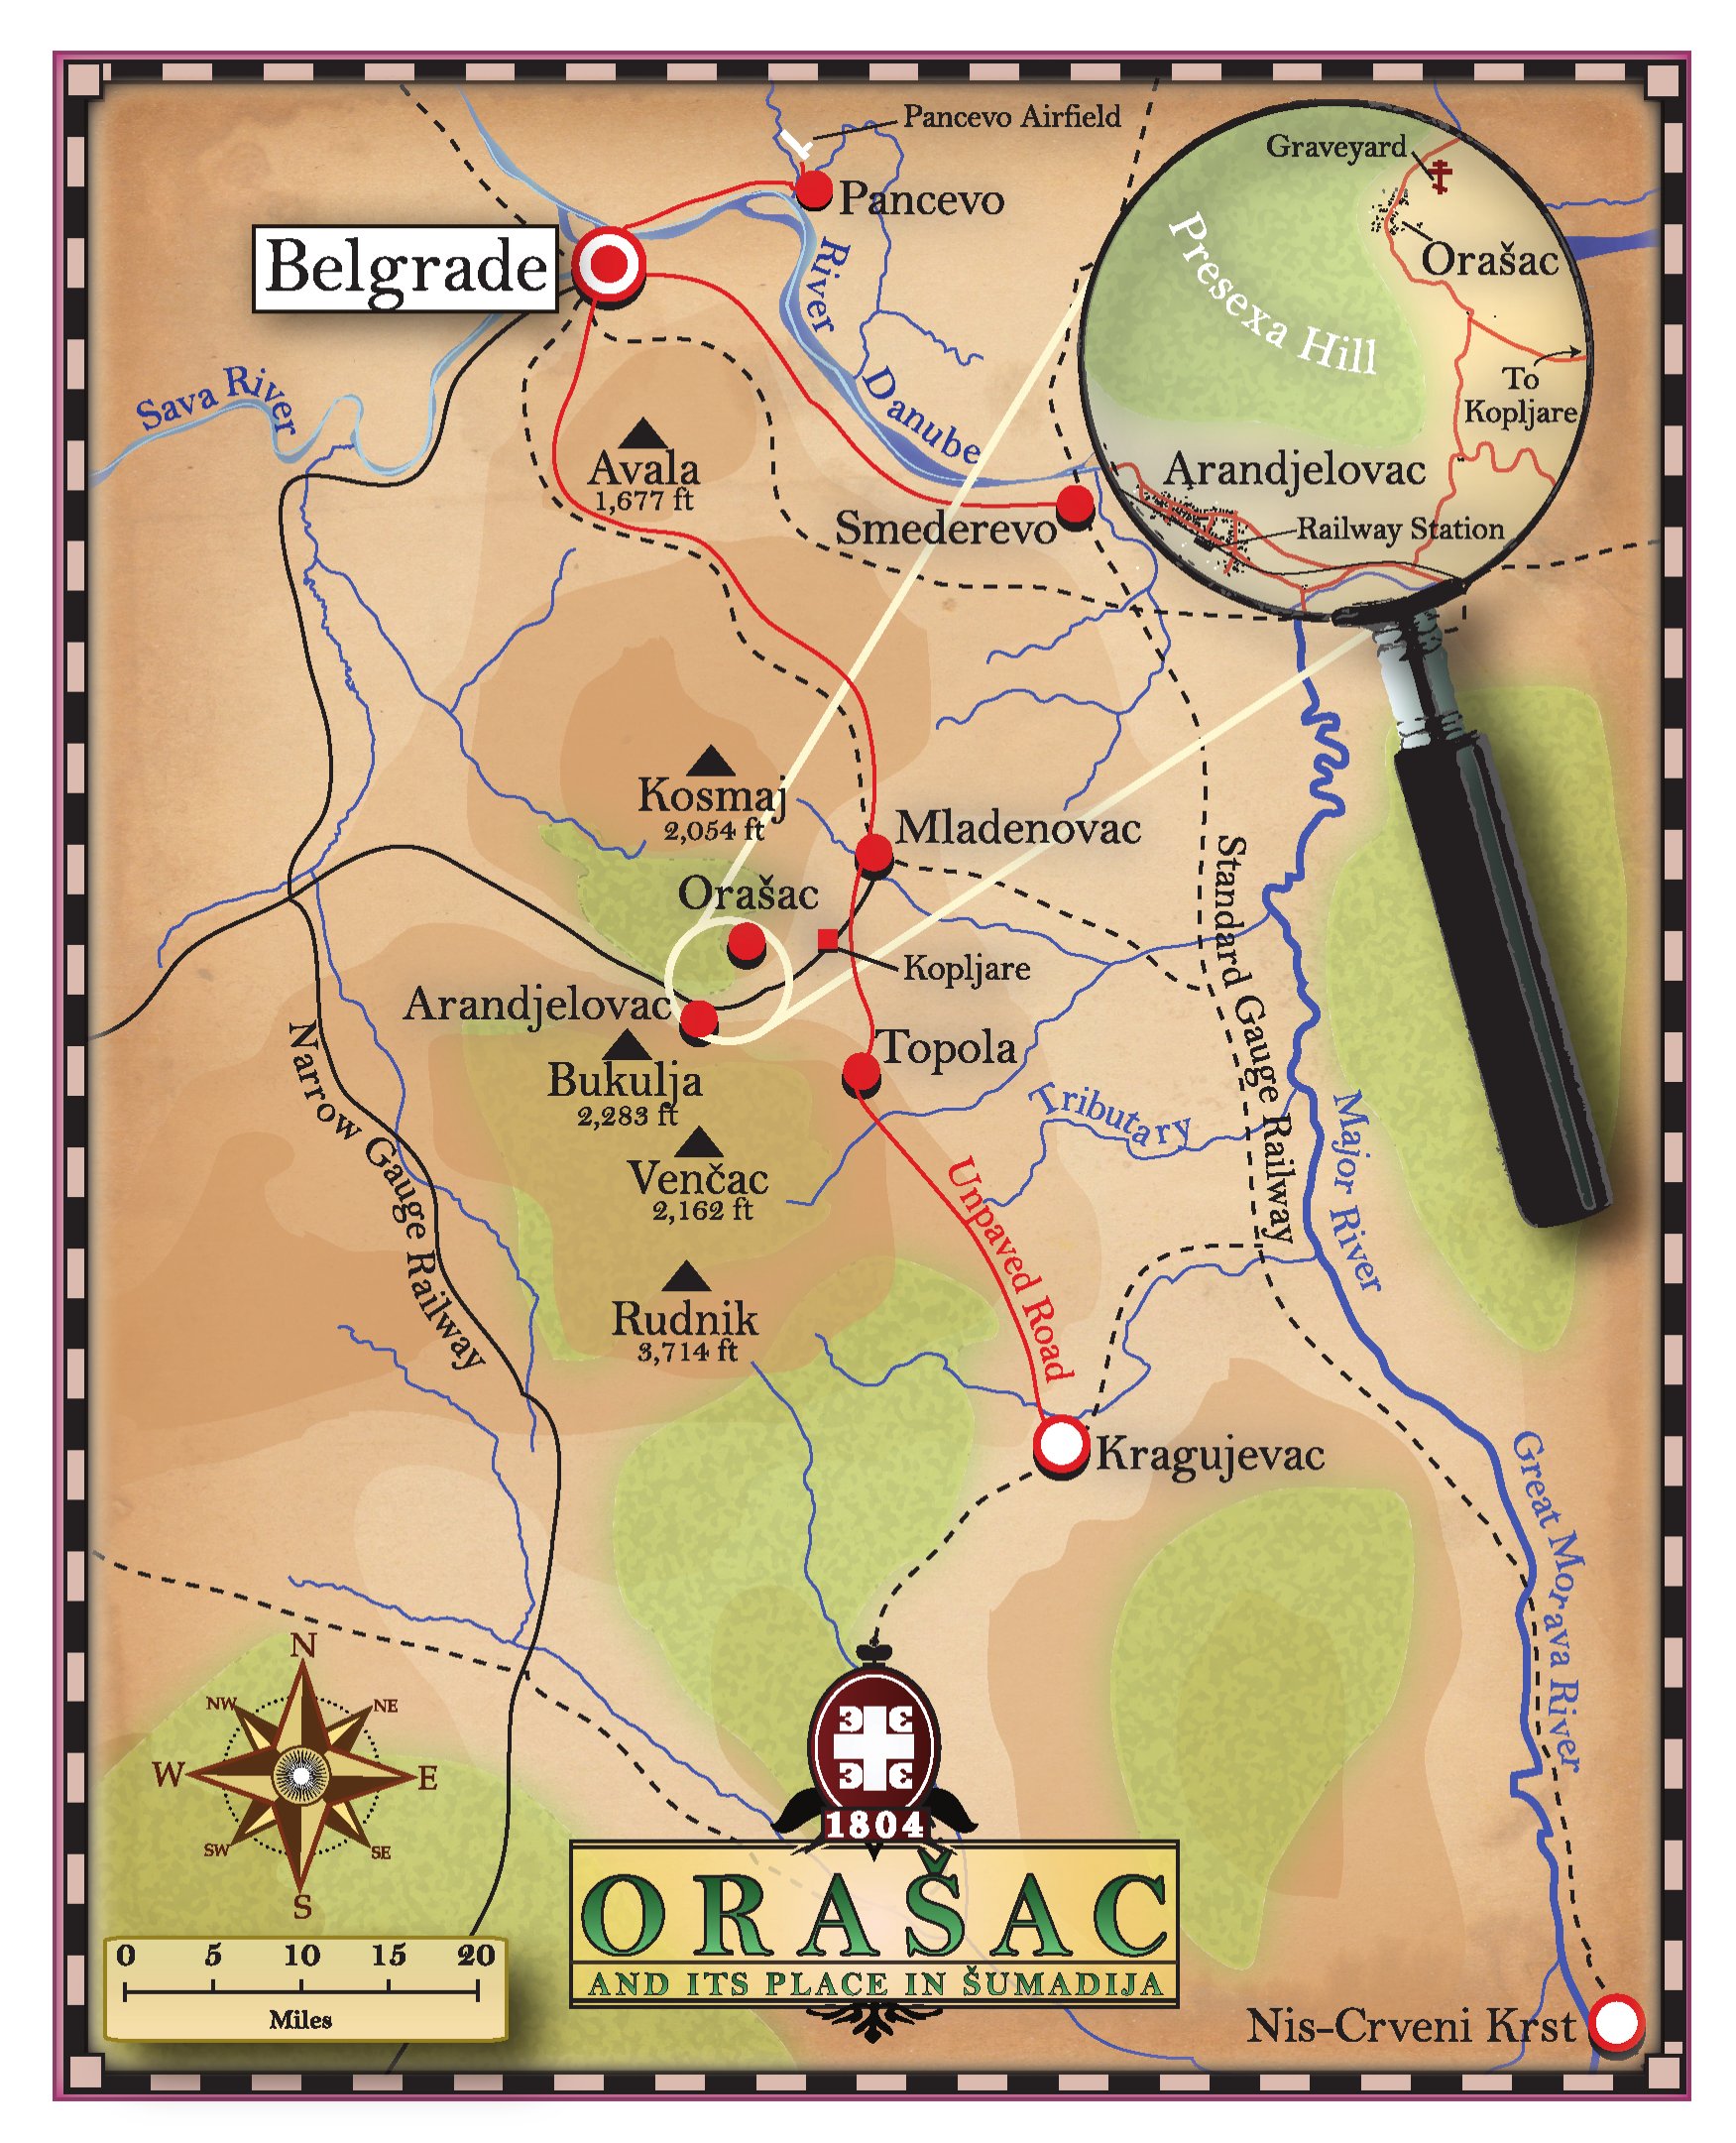 Pancevo Airfield
Pancevo
Belgrade
River
Danube
Sava River
Avala
1,677 ft
Smederevo
Graveyard
Orašac
Presexa Hill
To
Kopljare
Arandjelovac
Railway Station
Kosmaj
2,054 ft
Mladenovac
Orašac
Kopljare
Arandjelovac
Bukulja
2,283 ft
Topola
Venčac
2,162 ft
Rudnik
3,714 ft
Tributary
Standard Gauge Railway
Major River
Narrow Gauge Railway
Unpaved Road
Kragujevac
Great Morava River
N
NW
NE
W
E
SW
SE
S
0 5 10 15 20
Miles
1804
ORAŠAC
AND ITS PLACE IN ŠUMADIJA
Nis-Crveni Krst